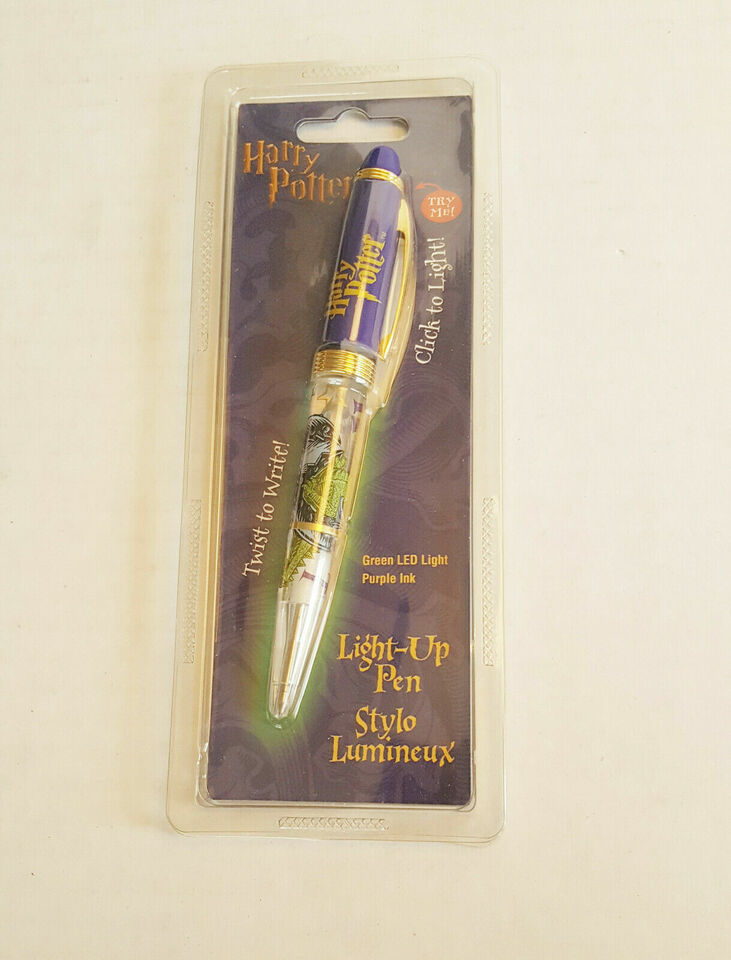 Harry
Potter
TRY
ME!
Harry
Potter™
Click to Light!
Twist to Write!
Green LED Light
Purple Ink
Light-Up
Pen
Stylo
Lumineux